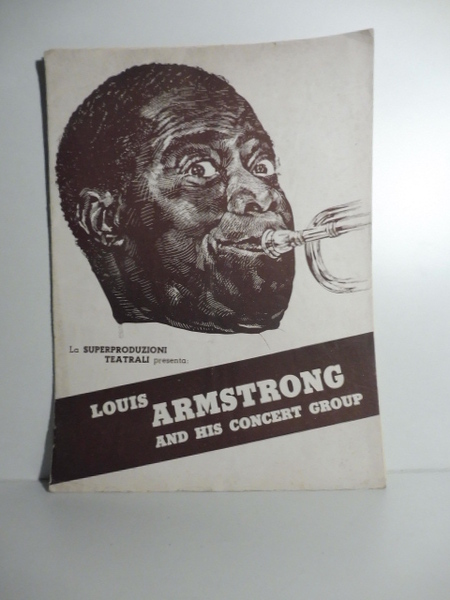 La SUPERPRODUZIONI
TEATRALI presenta:
LOUIS ARMSTRONG
AND HIS CONCERT GROUP